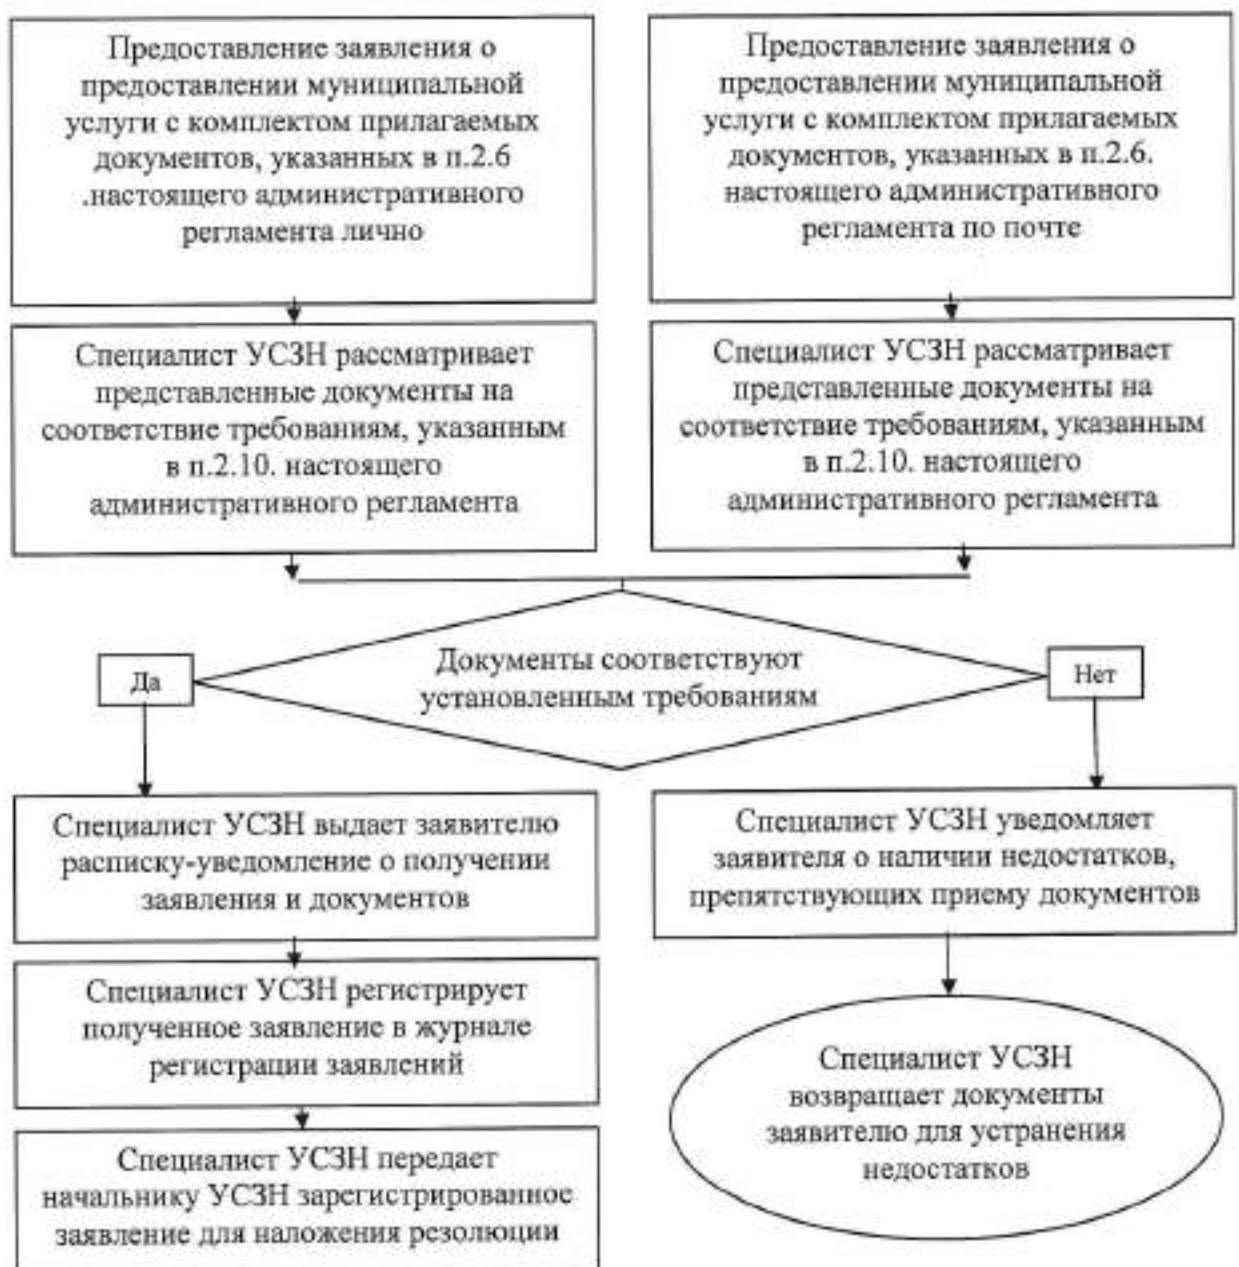 Предоставление заявления о
предоставлении муниципальной
услуги с комплектом прилагаемых
документов, указанных в п.2.6
.настоящего административного
регламента лично
Предоставление заявления о
предоставлении муниципальной
услуги с комплектом прилагаемых
документов, указанных в п.2.6.
настоящего административного
регламента по почте
Специалист УСЗН рассматривает
представленные документы на
соответствие требованиям, указанным
в п.2.10. настоящего
административного регламента
Специалист УСЗН рассматривает
представленные документы на
соответствие требованиям, указанным
в п.2.10. настоящего
административного регламента
Документы соответствуют
установленным требованиям
Да
Нет
Специалист УСЗН выдает заявителю
расписку-уведомление о получении
заявления и документов
Специалист УСЗН уведомляет
заявителя о наличии недостатков,
препятствующих приему документов
Специалист УСЗН регистрирует
полученное заявление в журнале
регистрации заявлений
Специалист УСЗН
возвращает документы
заявителю для устранения
недостатков
Специалист УСЗН передает
начальнику УСЗН зарегистрированное
заявление для наложения резолюции